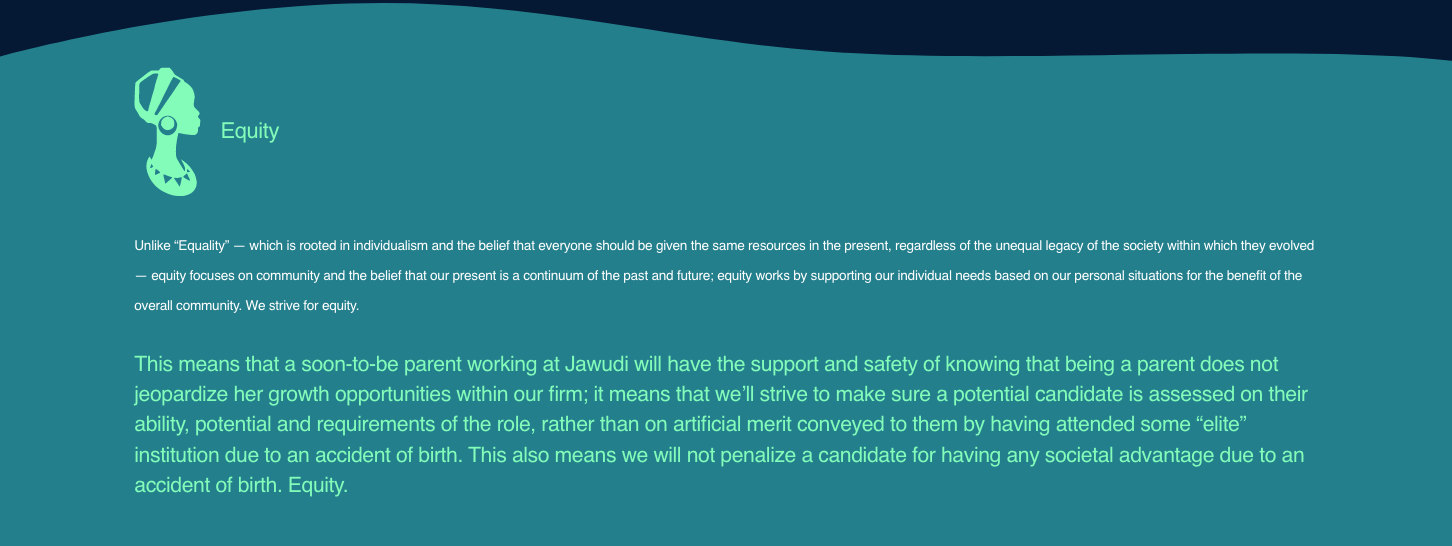 Equity
Unlike “Equality” — which is rooted in individualism and the belief that everyone should be given the same resources in the present, regardless of the unequal legacy of the society within which they evolved
— equity focuses on community and the belief that our present is a continuum of the past and future; equity works by supporting our individual needs based on our personal situations for the benefit of the
overall community. We strive for equity.
This means that a soon-to-be parent working at Jawudi will have the support and safety of knowing that being a parent does not
jeopardize her growth opportunities within our firm; it means that we’ll strive to make sure a potential candidate is assessed on their
ability, potential and requirements of the role, rather than on artificial merit conveyed to them by having attended some “elite”
institution due to an accident of birth. This also means we will not penalize a candidate for having any societal advantage due to an
accident of birth. Equity.